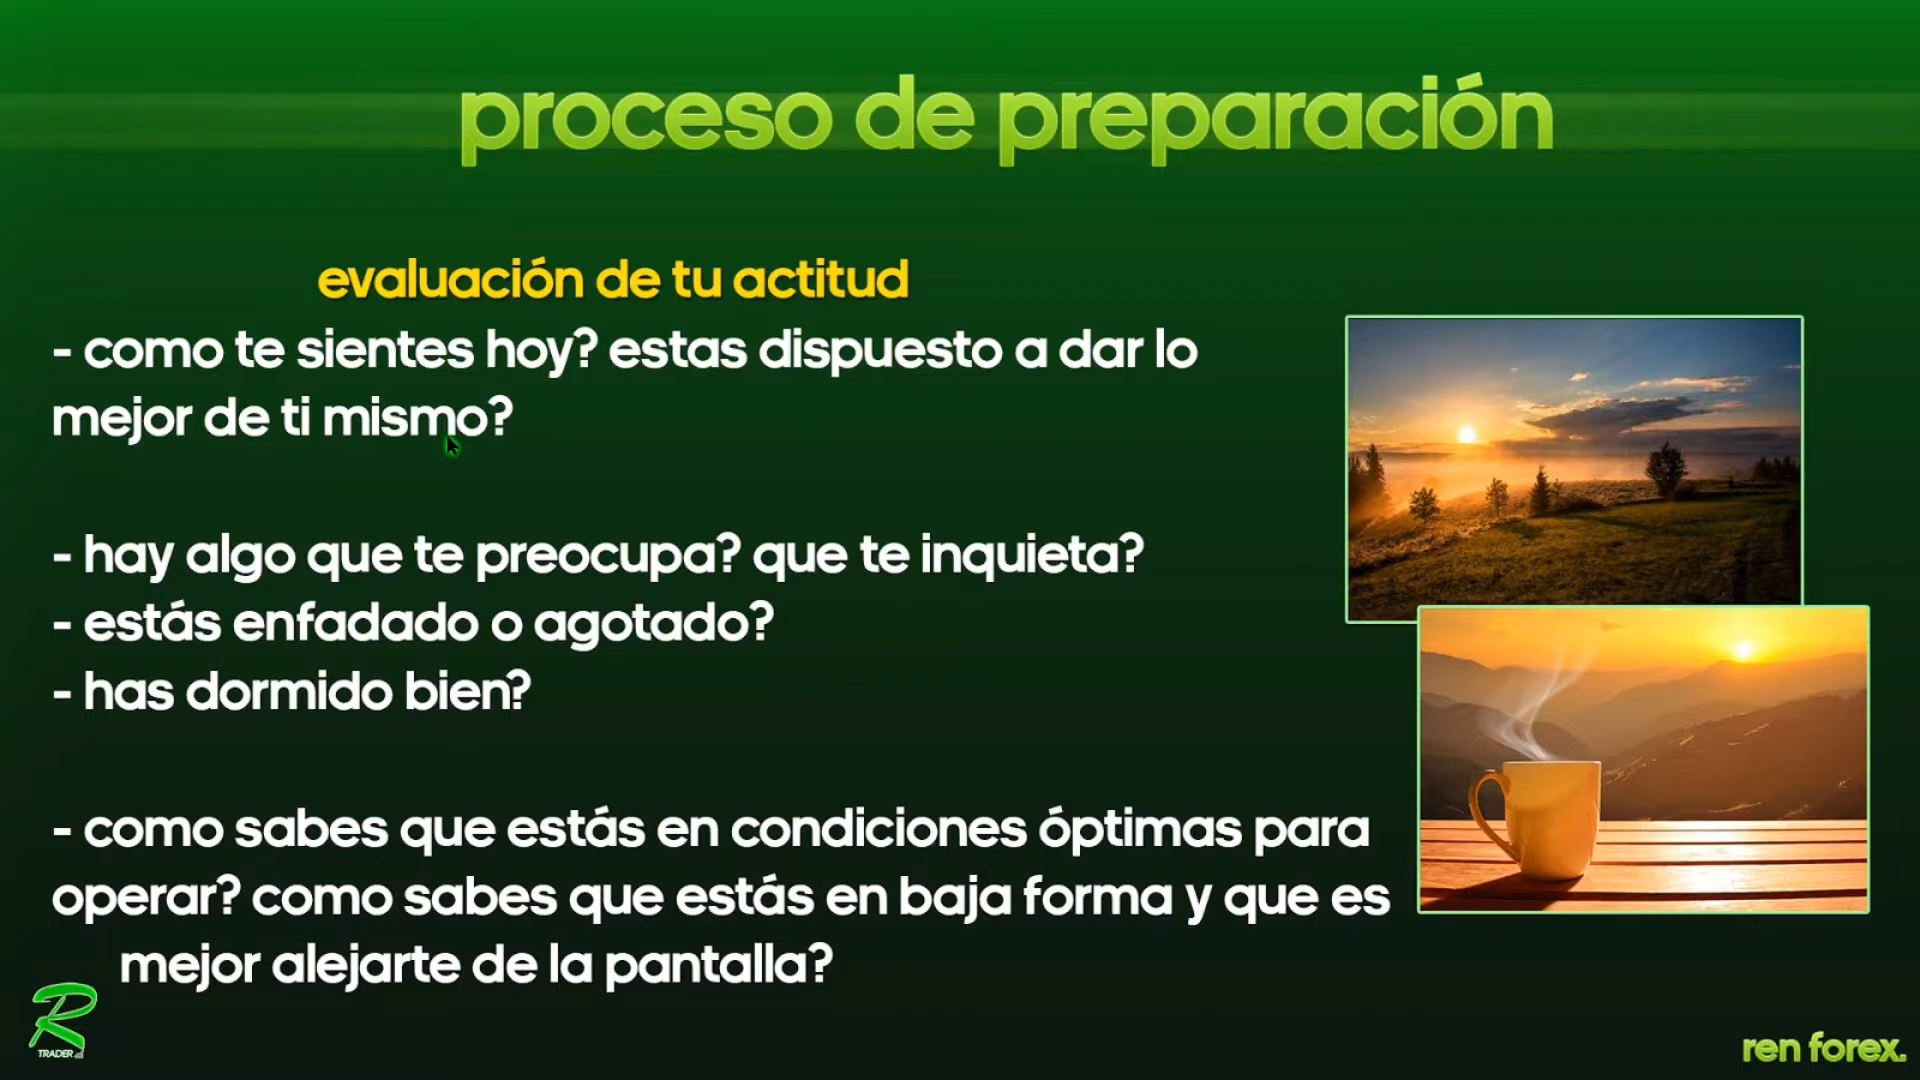 proceso de preparación
evaluación de tu actitud
- como te sientes hoy? estas dispuesto a dar lo
mejor de ti mismo?
- hay algo que te preocupa? que te inquieta?
- estás enfadado o agotado?
- has dormido bien?
- como sabes que estás en condiciones óptimas para
operar? como sabes que estás en baja forma y que es
mejor alejarte de la pantalla?
R
TRADER
ren forex.